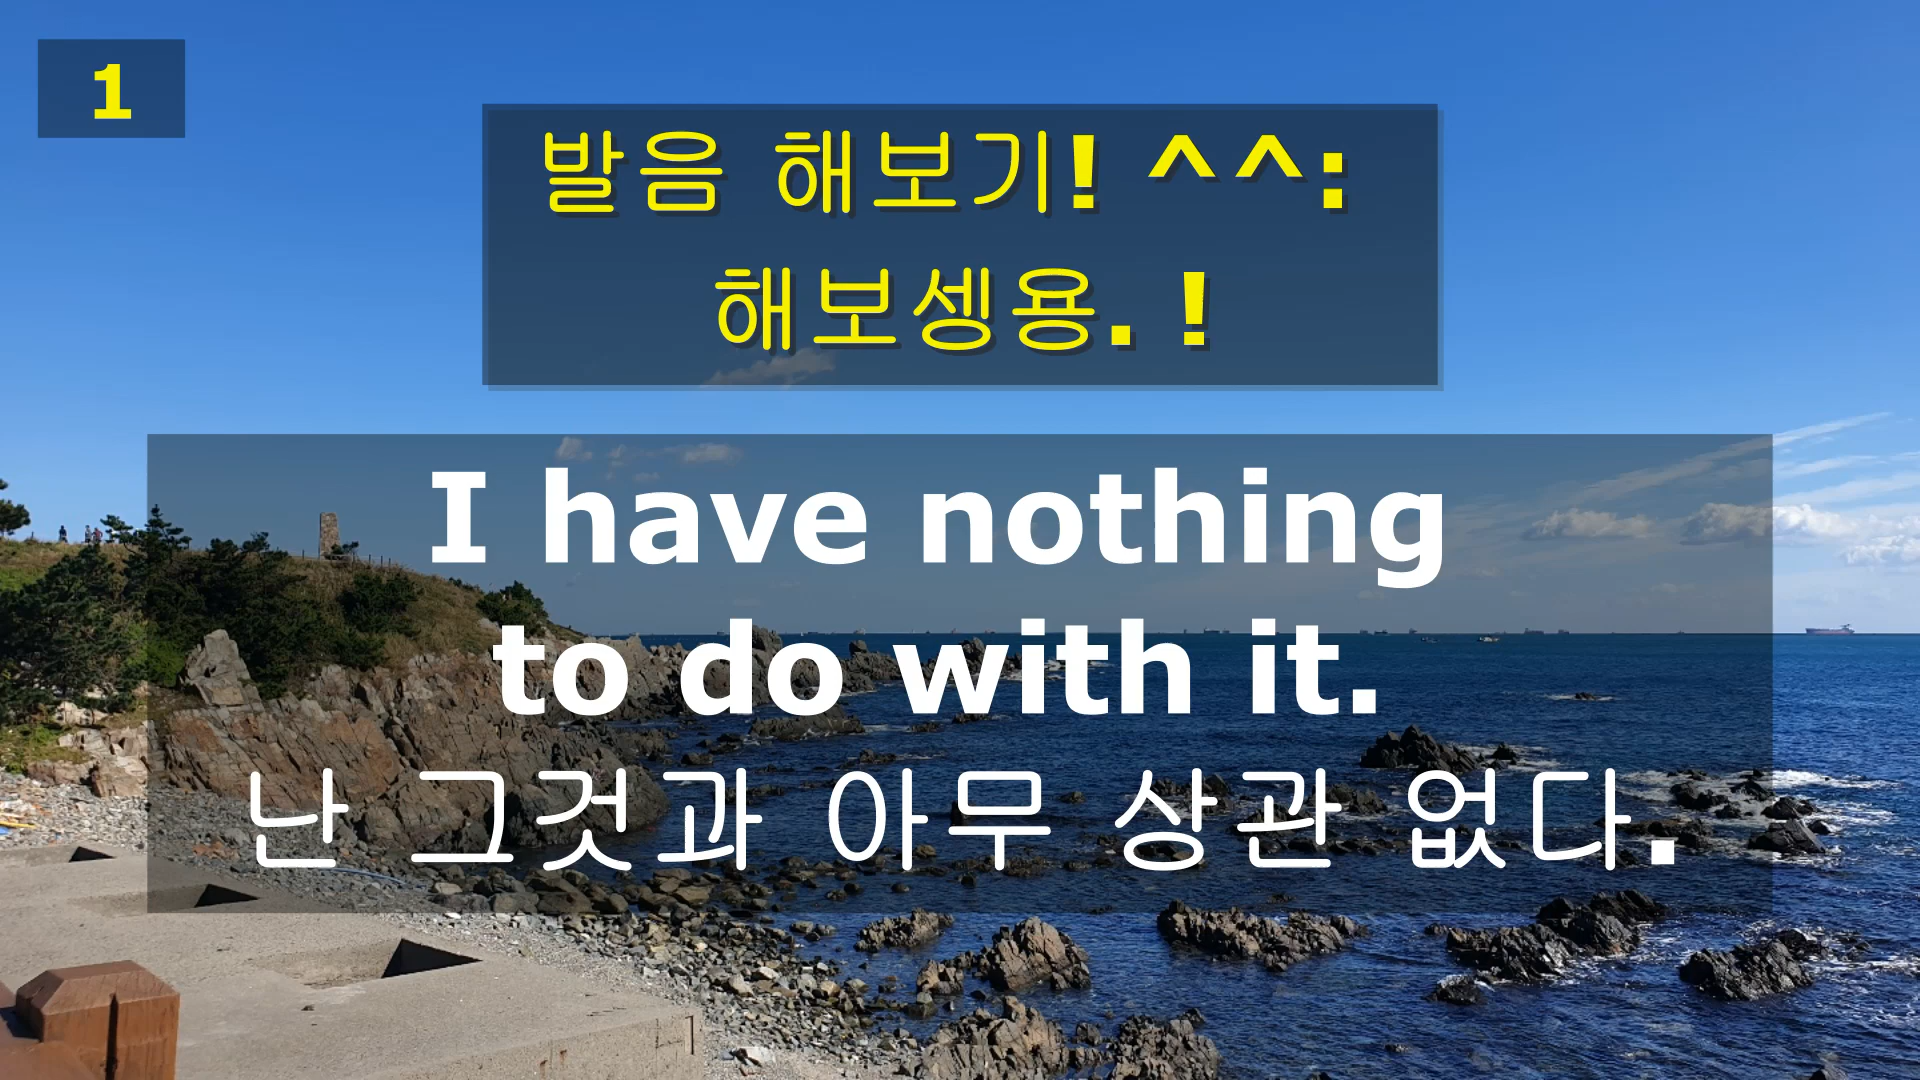 1
발음 해보기! ^^:
해보셍용. !
I have nothing
to do with it.
난 그것과 아무 상관 없다.